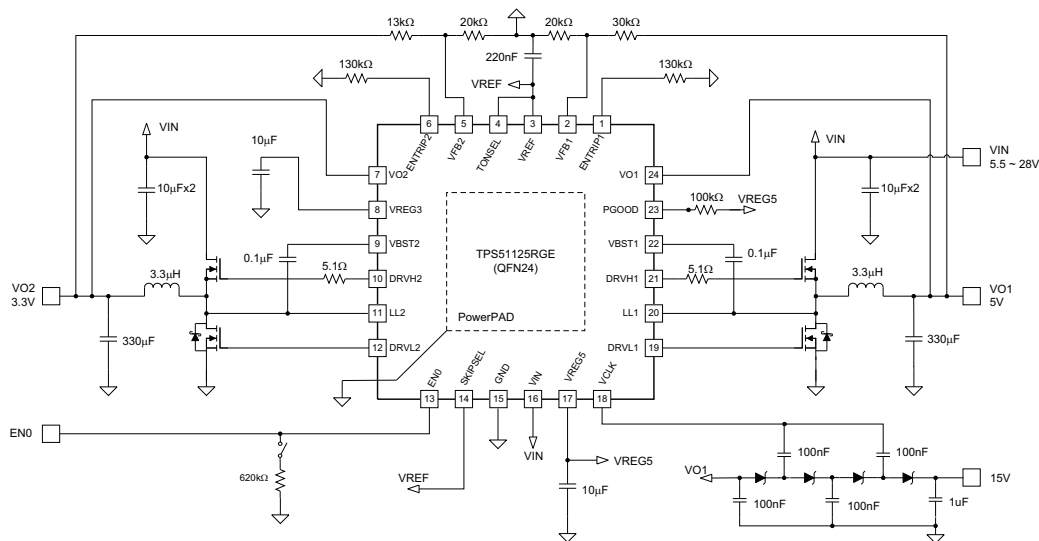 13kΩ
20kΩ
20kΩ
30kΩ
220nF
130kΩ
130kΩ
VREF
6
5
4
3
2
1
ENTRIP2
VFB2
TONSEL
VREF
VFB1
ENTRIP1
VIN
10μF
VIN
VIN
5.5 ~ 28V
10μFx2
10μFx2
7
VO2
VO1
24
100kΩ
VREG5
8
VREG3
PGOOD
23
9
VBST2
VBST1
22
TPS51125RGE
(QFN24)
0.1μF
0.1μF
5.1Ω
10
DRVH2
DRVH1
21
5.1Ω
3.3μH
3.3μH
VO2
3.3V
VO1
5V
11
LL2
LL1
20
PowerPAD
330μF
330μF
12
DRVL2
DRVL1
19
EN0
SKIPSEL
GND
VIN
VREG5
VCLK
13
14
15
16
17
18
EN0
VIN
VREG5
620kΩ
VREF
10μF
100nF
100nF
VO1
15V
100nF
100nF
1uF